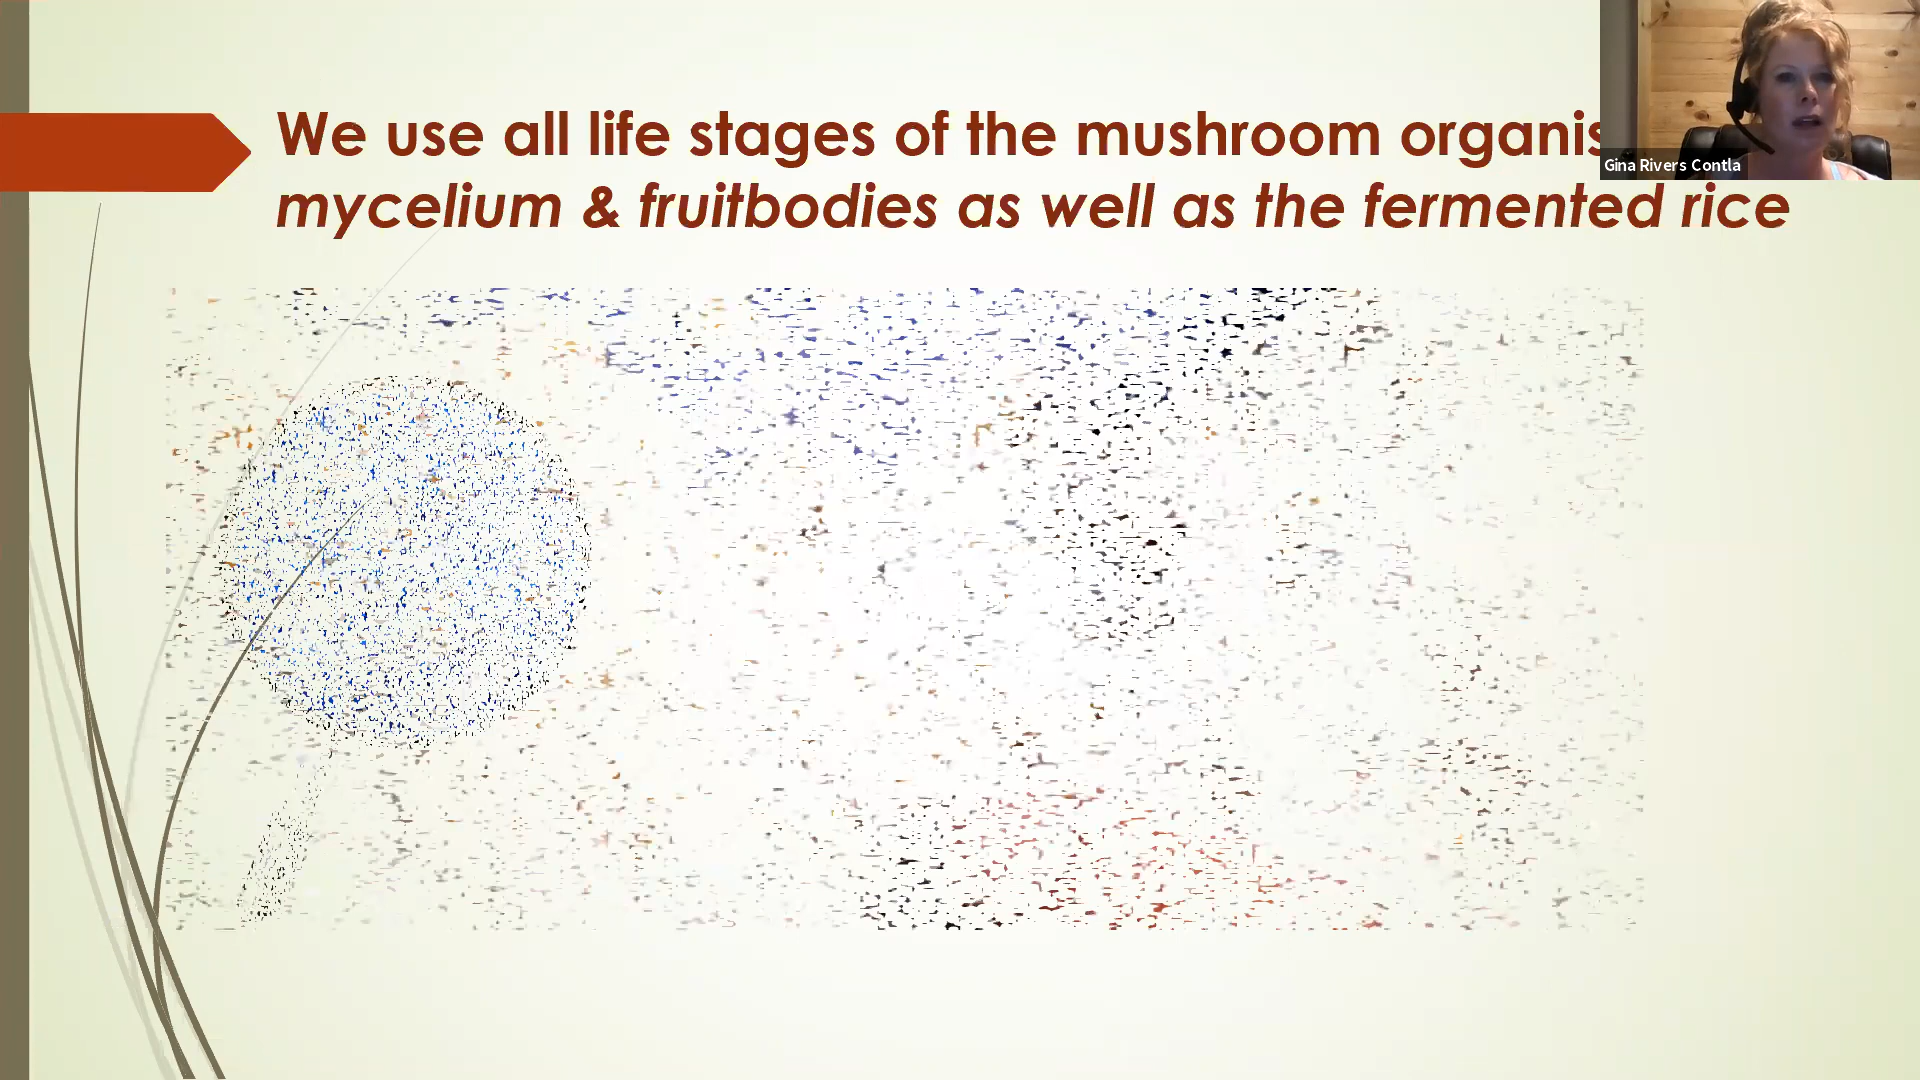 We use all life stages of the mushroom organis
mycelium & fruitbodies as well as the fermented rice
Gina Rivers Contla